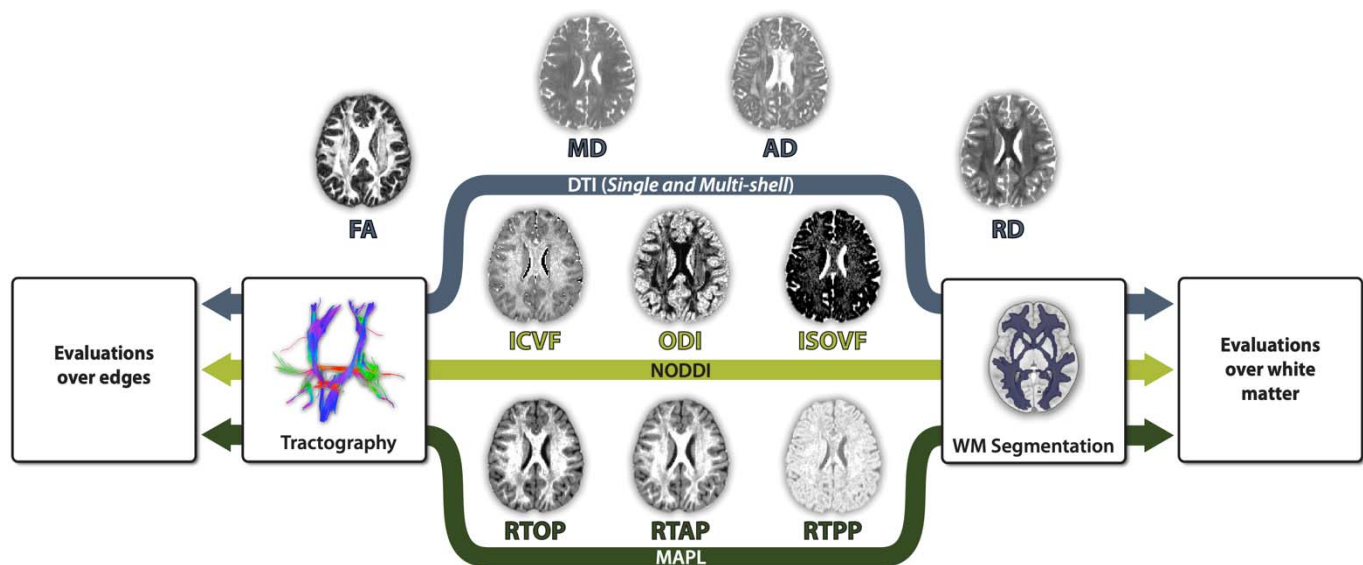 MD
AD
FA
DTI (Single and Multi-shell)
RD
ICVF
ODI
ISOVF
Evaluations
over edges
NODDI
Evaluations
over white
matter
Tractography
WM Segmentation
RTOP
RTAP
RTPP
MAPL